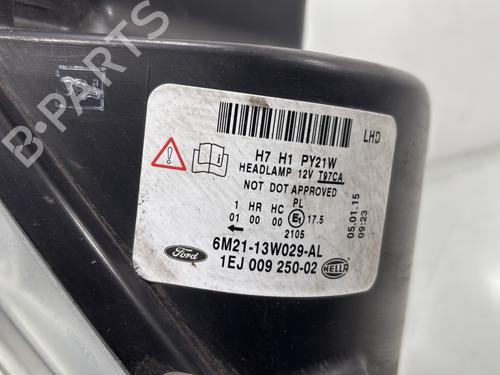 B-PARTS
LHD
H7 H1 PY21W
HEADLAMP 12V T97CA
NOT DOT APPROVED
1 HR HC PL
01 00 00 E1 17.5
2105
05.01.15
09:23
Ford
6M21-13W029-AL
1EJ 009 250-02 HELLA